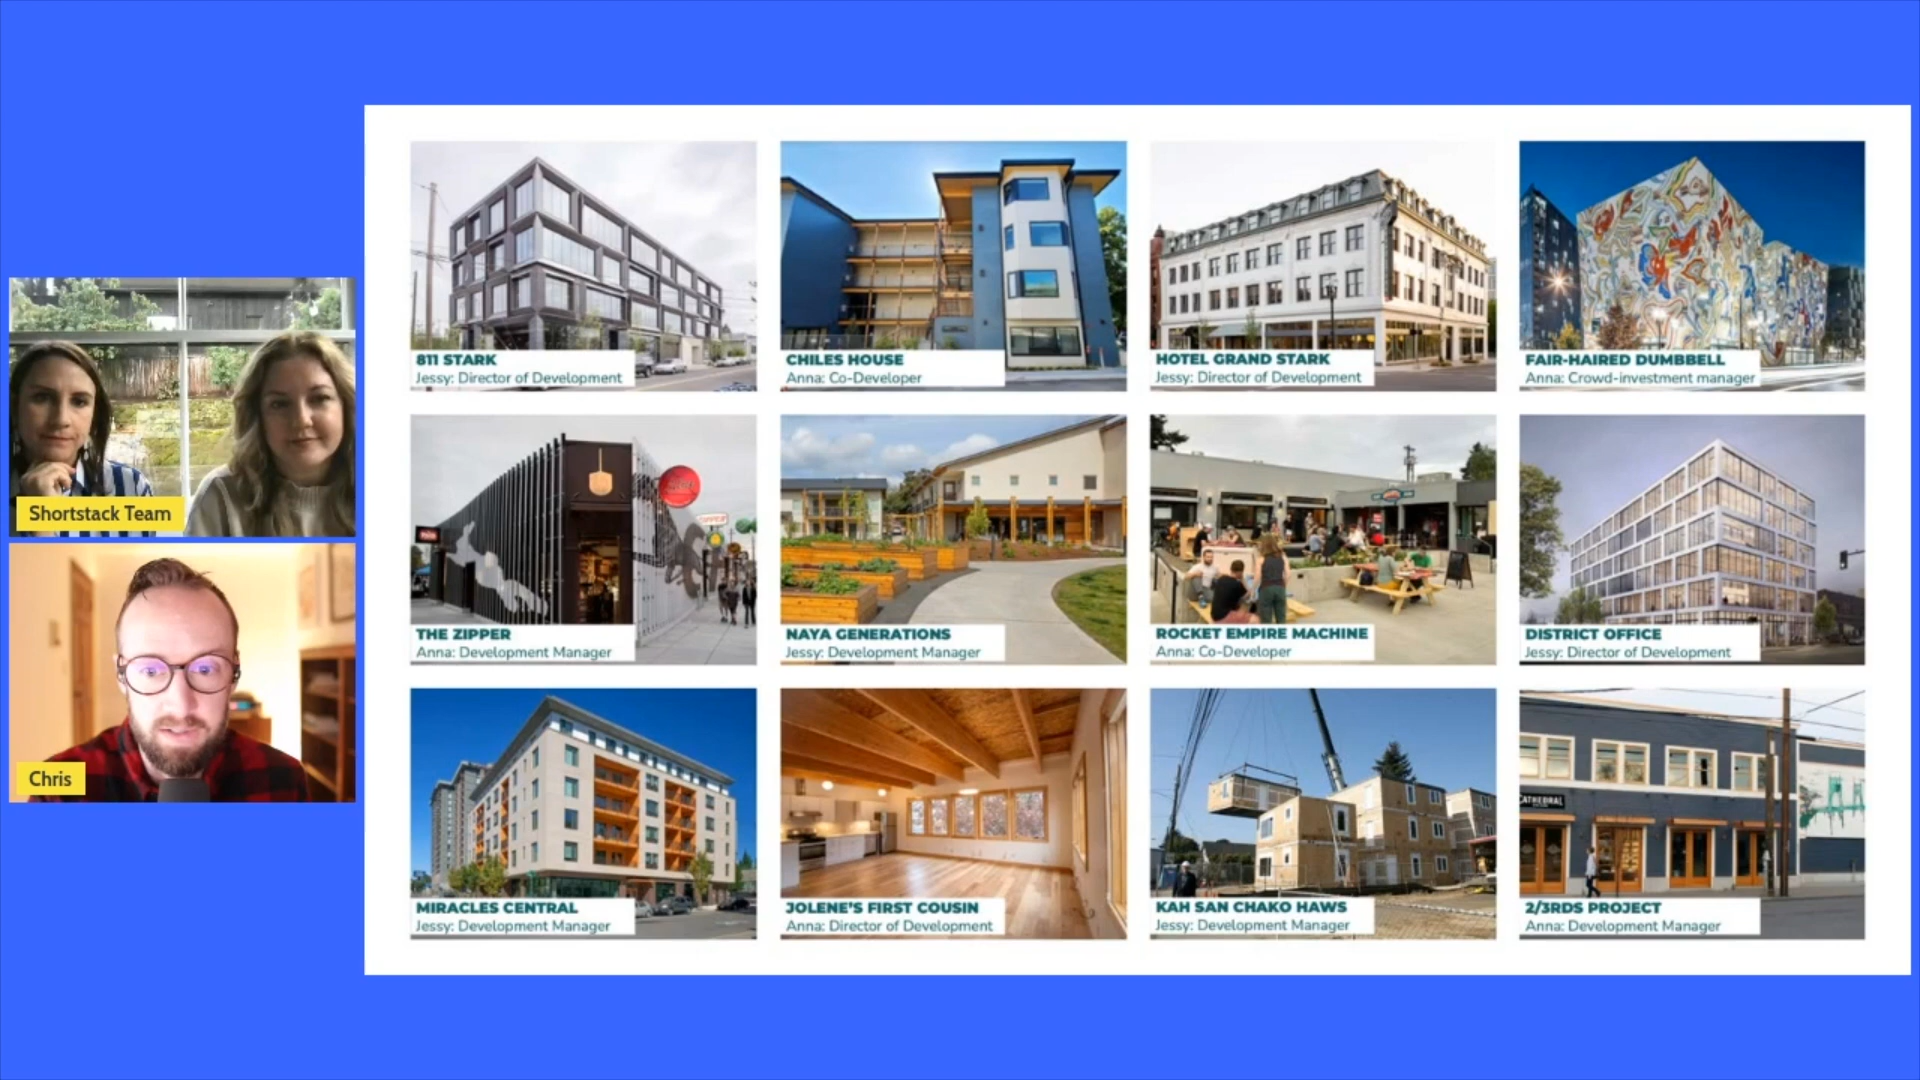 811 STARK
Jessy: Director of Development
CHILES HOUSE
Anna: Co-Developer
HOTEL GRAND STARK
Jessy: Director of Development
FAIR-HAIRED DUMBBELL
Anna: Crowd-investment manager
THE ZIPPER
Anna: Development Manager
NAYA GENERATIONS
Jessy: Development Manager
ROCKET EMPIRE MACHINE
Anna: Co-Developer
DISTRICT OFFICE
Jessy: Director of Development
MIRACLES CENTRAL
Jessy: Development Manager
JOLENE'S FIRST COUSIN
Anna: Director of Development
KAH SAN CHAKO HAWS
Jessy: Development Manager
CATHEDRAL
2/3RDS PROJECT
Anna: Development Manager
Shortstack Team
Chris